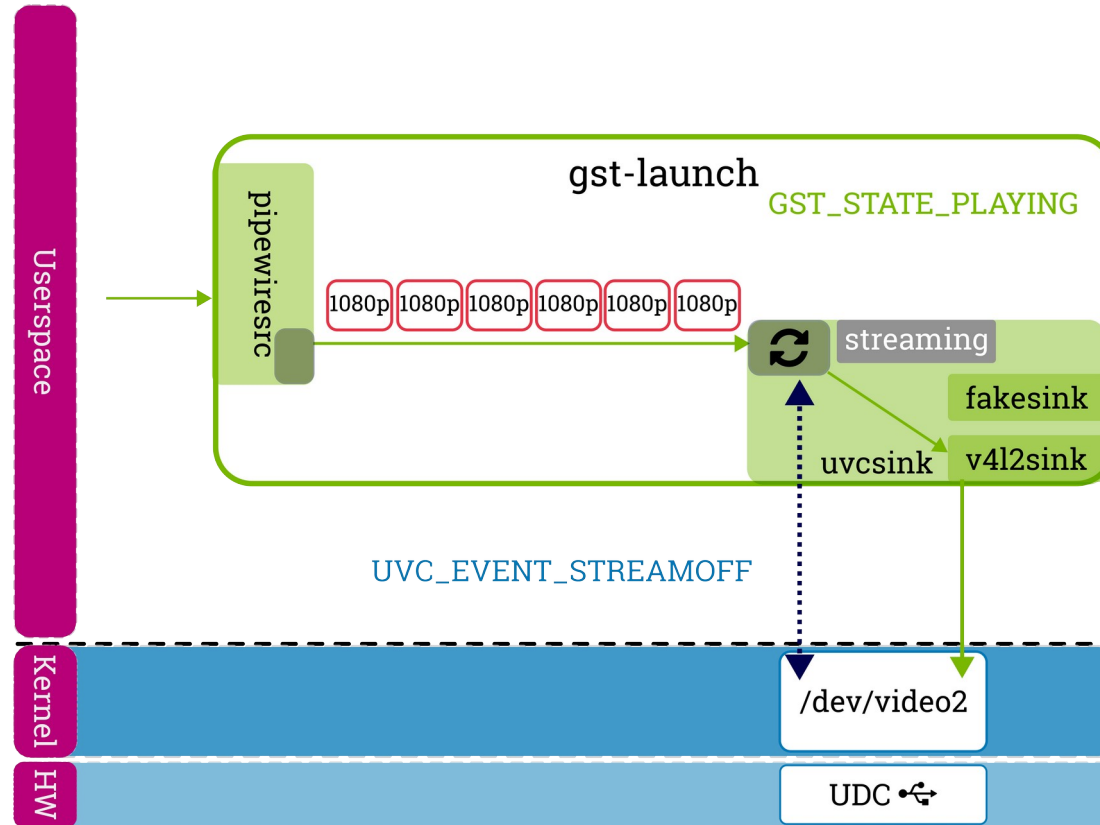 Userspace
gst-launch
GST_STATE_PLAYING
pipewiresrc
1080p 1080p 1080p 1080p 1080p 1080p
streaming
fakesink
uvcsink
v4l2sink
UVC_EVENT_STREAMOFF
Kernel
/dev/video2
HW
UDC